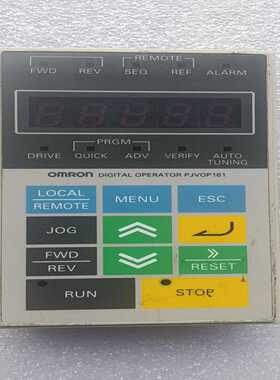 REMOTE
FWD REV SEQ REF ALARM
PRGM
DRIVE QUICK ADV VERIFY AUTO TUNING
OMRON DIGITAL OPERATOR PJVOP161
LOCAL REMOTE MENU ESC
JOG
FWD REV RESET
RUN STOP